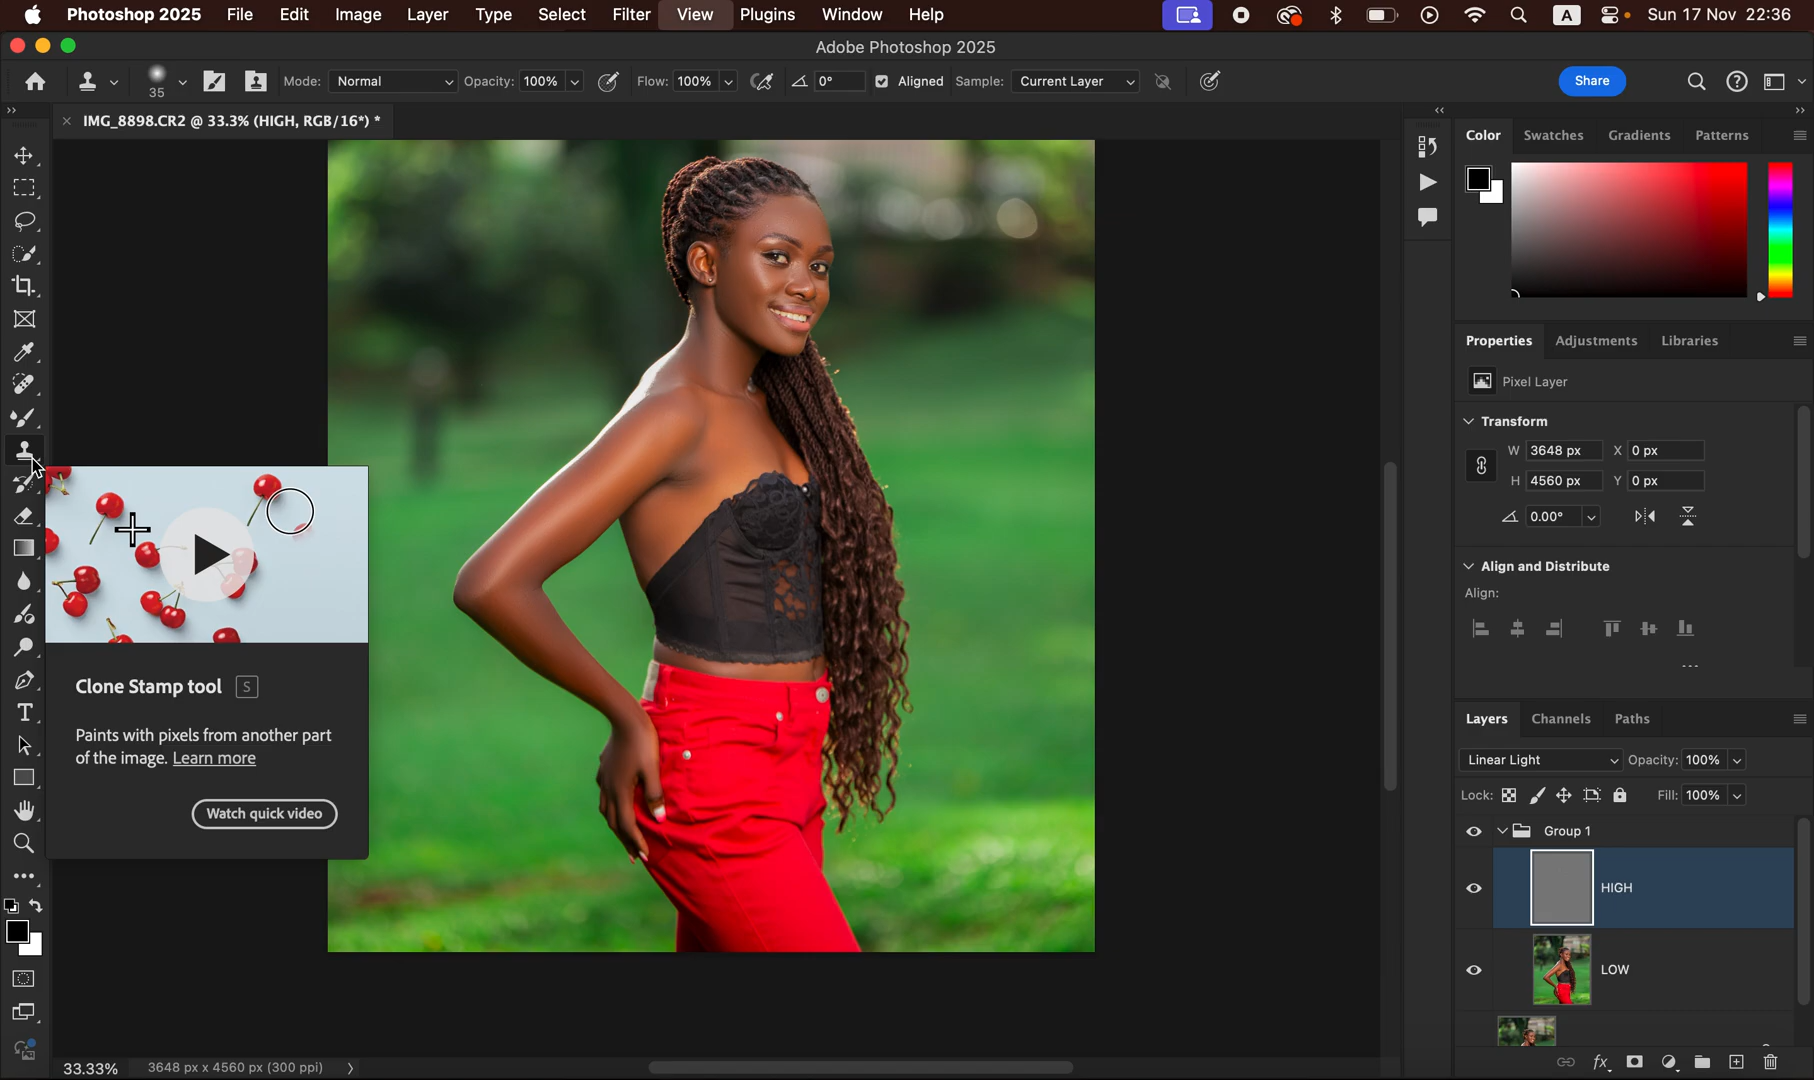 Photoshop 2025 File Edit Image Layer Type Select Filter View Plugins Window Help A Sun 17 Nov 22:36
Adobe Photoshop 2025
35 Mode: Normal Opacity: 100% Flow: 100% 0° Aligned Sample: Current Layer Share
IMG_8898.CR2 @ 33.3% (HIGH, RGB/16*) *
Color Swatches Gradients Patterns
Properties Adjustments Libraries
Pixel Layer
Transform
W 3648 px X 0 px
H 4560 px Y 0 px
0.00°
Align and Distribute
Align:
Clone Stamp tool S
Paints with pixels from another part
of the image. Learn more
Watch quick video
Layers Channels Paths
Linear Light Opacity: 100%
Lock: Fill: 100%
Group 1
HIGH
LOW
fx
33.33% 3648 px x 4560 px (300 ppi)